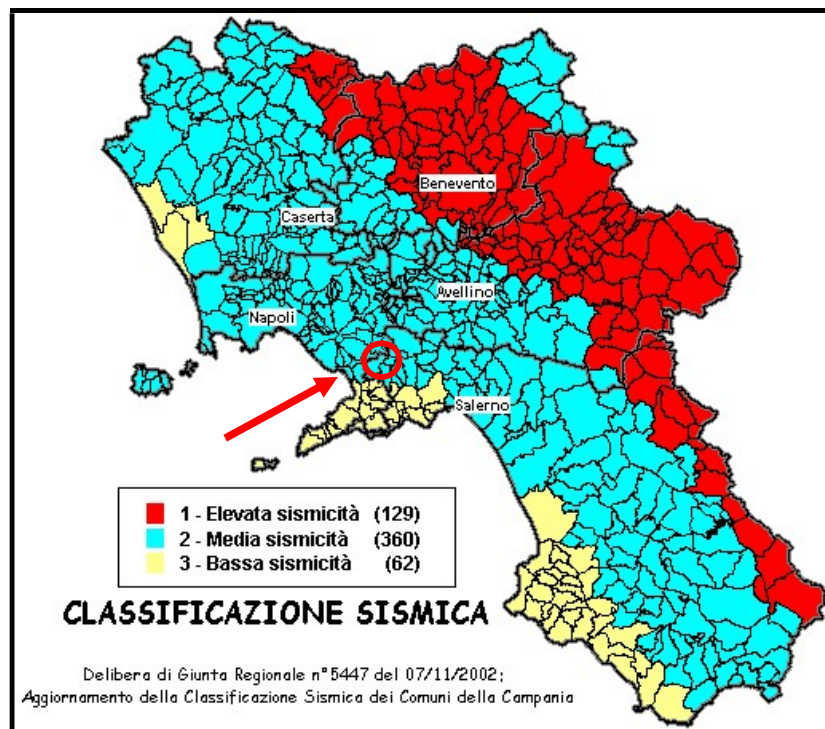 Benevento
Caserta
Avellino
Napoli
Salerno
1 - Elevata sismicità (129)
2 - Media sismicità (360)
3 - Bassa sismicità (62)
CLASSIFICAZIONE SISMICA
Delibera di Giunta Regionale n°5447 del 07/11/2002;
Aggiornamento della Classificazione Sismica dei Comuni della Campania